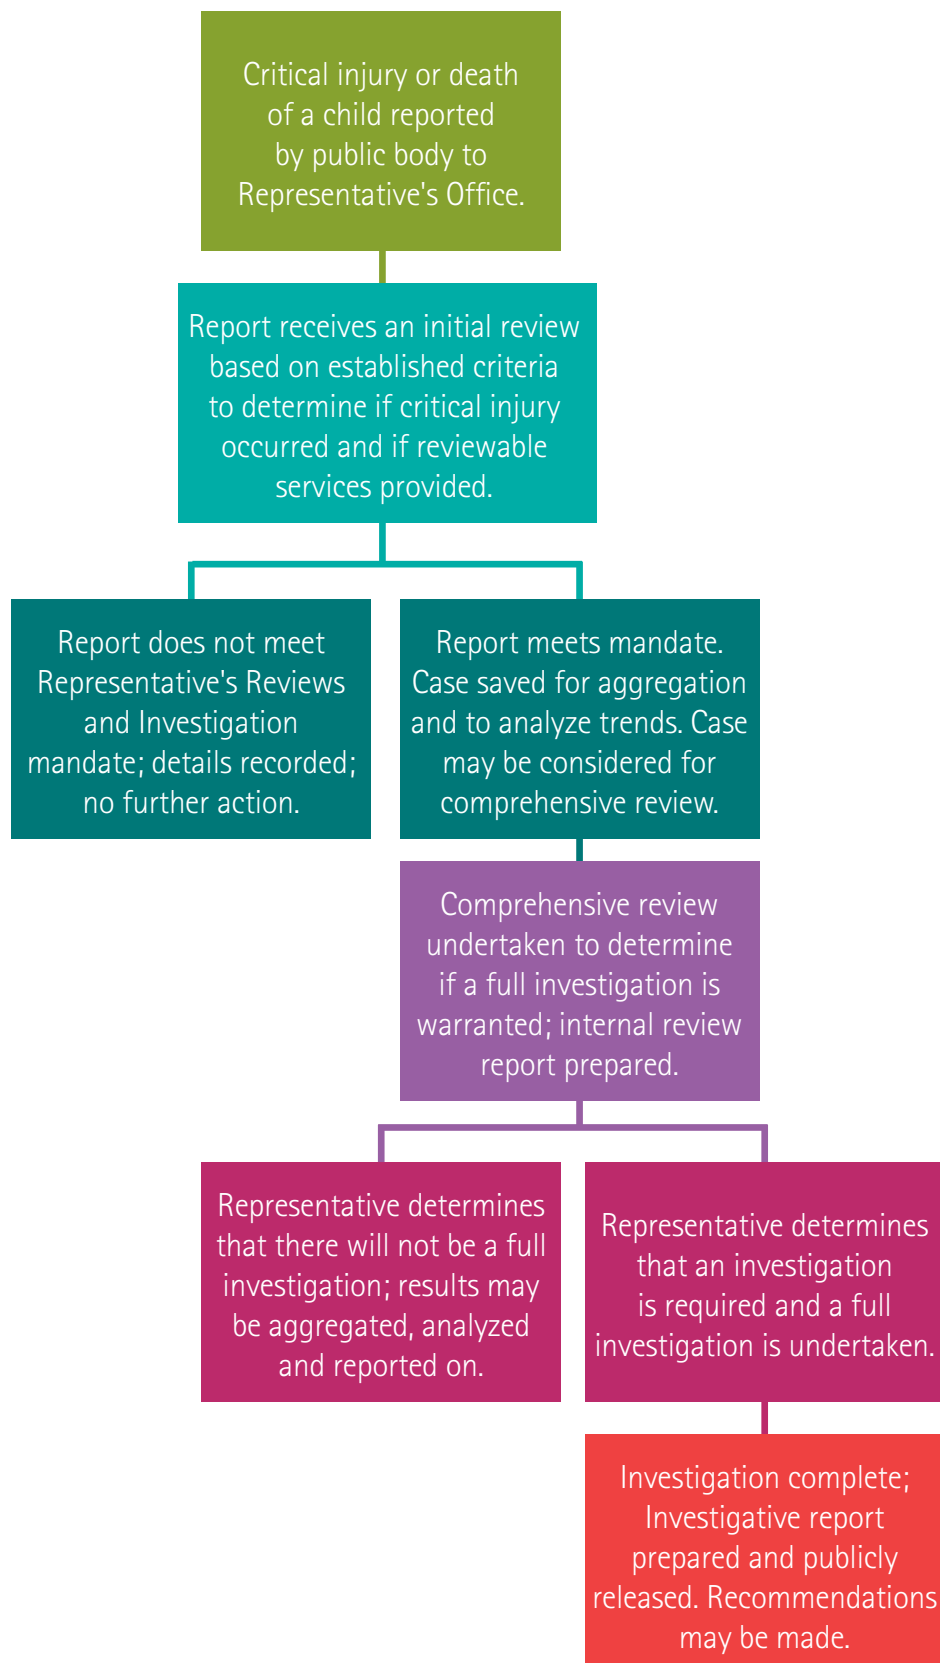 Critical injury or death
of a child reported
by public body to
Representative's Office.
Report receives an initial review
based on established criteria
to determine if critical injury
occurred and if reviewable
services provided.
Report does not meet
Representative's Reviews
and Investigation
mandate; details recorded;
no further action.
Report meets mandate.
Case saved for aggregation
and to analyze trends. Case
may be considered for
comprehensive review.
Comprehensive review
undertaken to determine
if a full investigation is
warranted; internal review
report prepared.
Representative determines
that there will not be a full
investigation; results may
be aggregated, analyzed
and reported on.
Representative determines
that an investigation
is required and a full
investigation is undertaken.
Investigation complete;
Investigative report
prepared and publicly
released. Recommendations
may be made.